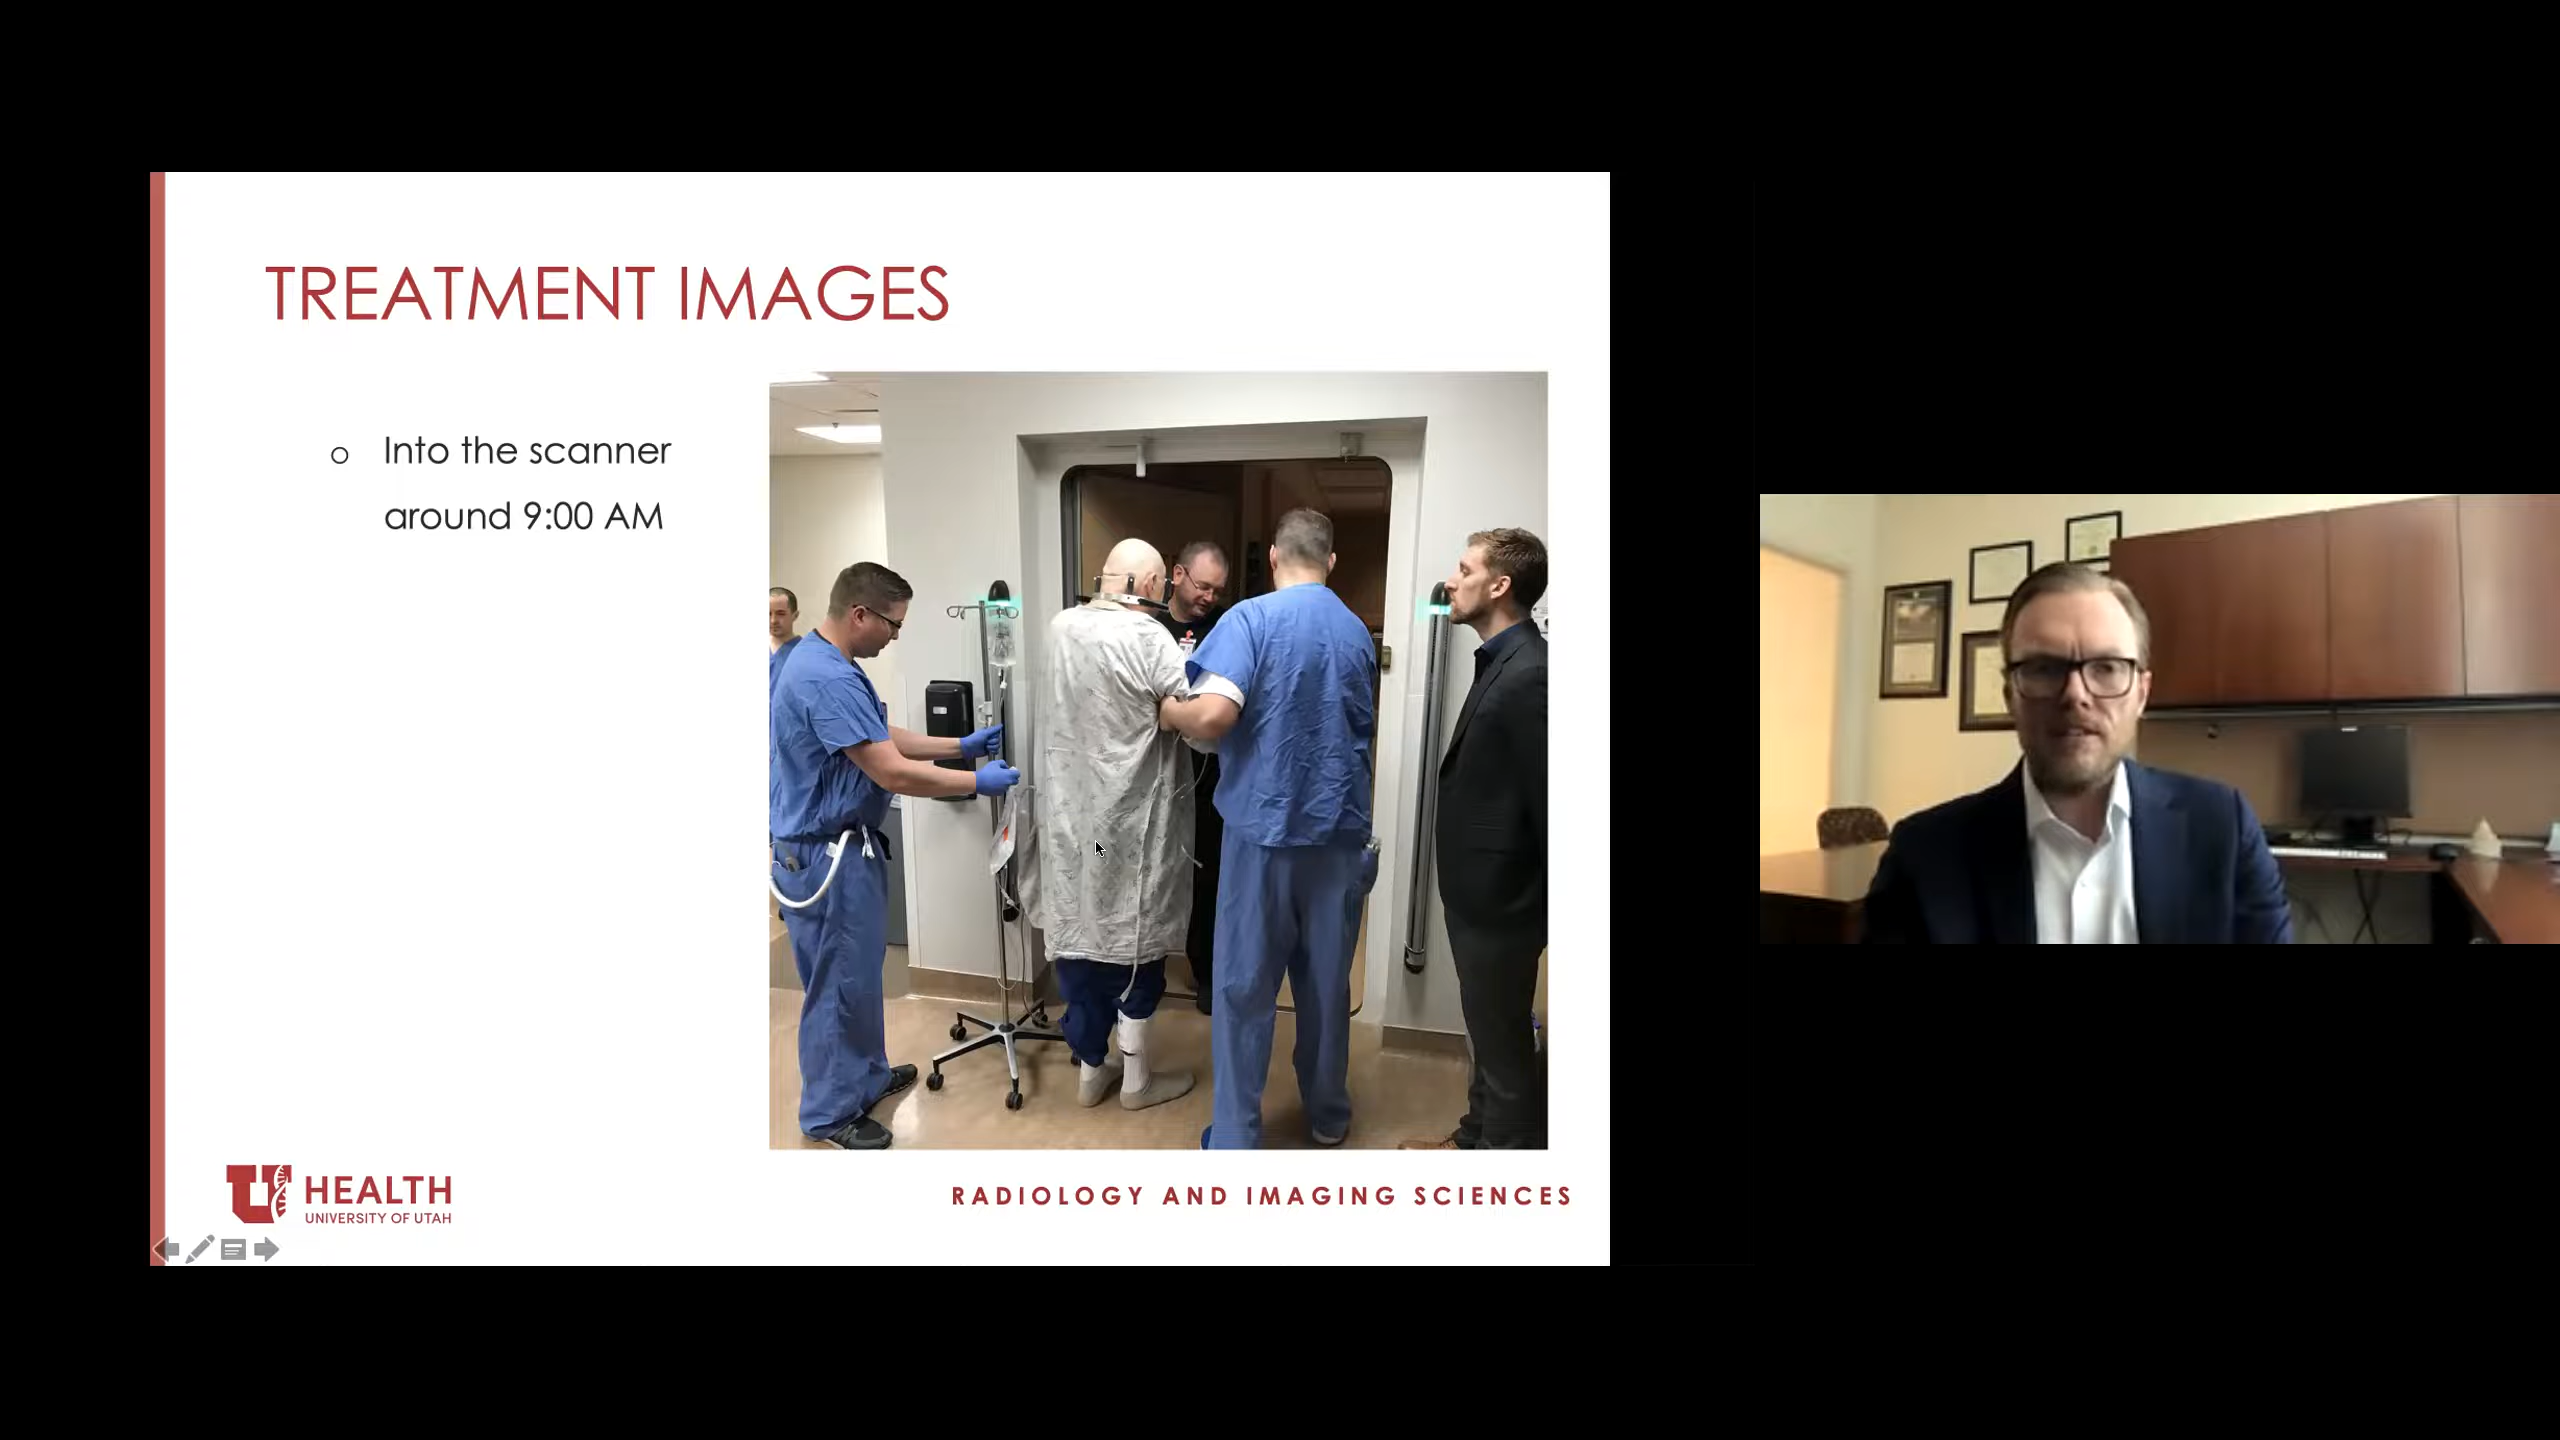 TREATMENT IMAGES
Into the scanner
around 9:00 AM
U HEALTH
UNIVERSITY OF UTAH
RADIOLOGY AND IMAGING SCIENCES